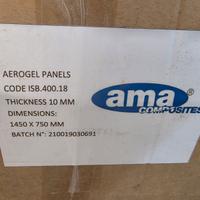 AEROGEL PANELS
CODE ISB.400.18
THICKNESS 10 MM
DIMENSIONS:
1450 X 750 MM
BATCH N°: 210019030691
ama®
COMPOSITES